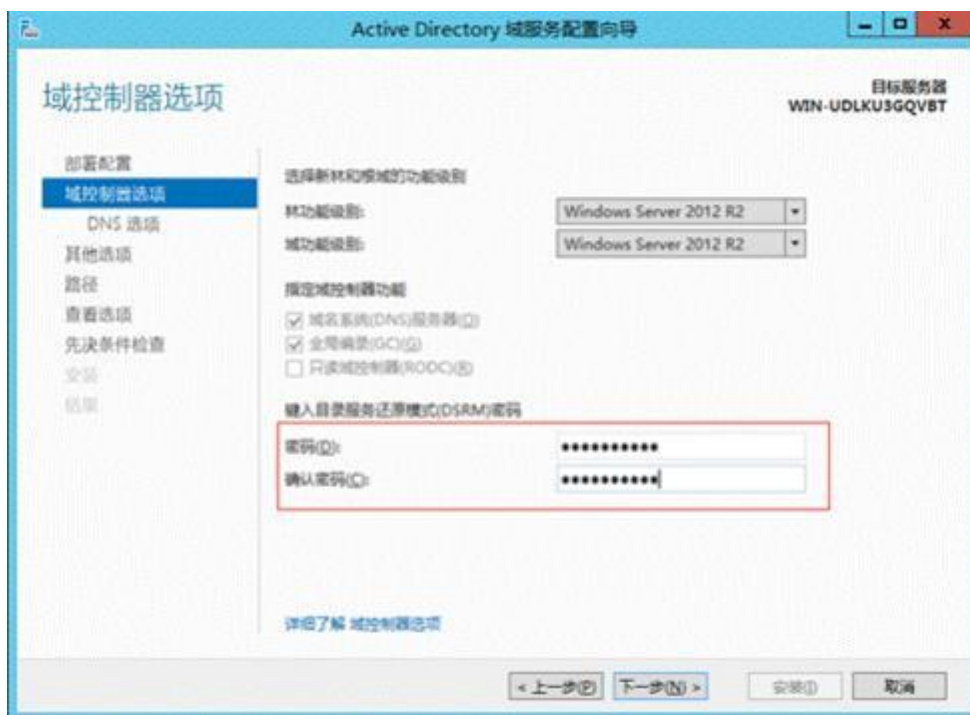 Active Directory 域服务配置向导
域控制器选项
目标服务器
WIN-UDLKU3GQVBT
部署配置
域控制器选项
DNS 选项
其他选项
路径
查看选项
先决条件检查
安装
结果
选择新林和根域的功能级别
林功能级别: Windows Server 2012 R2
域功能级别: Windows Server 2012 R2
指定域控制器功能
域名系统(DNS)服务器(O)
全局编录(GC)(G)
只读域控制器(RODC)(R)
键入目录服务还原模式(DSRM)密码
密码(D): ●●●●●●●●●●
确认密码(C): ●●●●●●●●●●
详细了解 域控制器选项
< 上一步(P) 下一步(N) > 安装(I) 取消